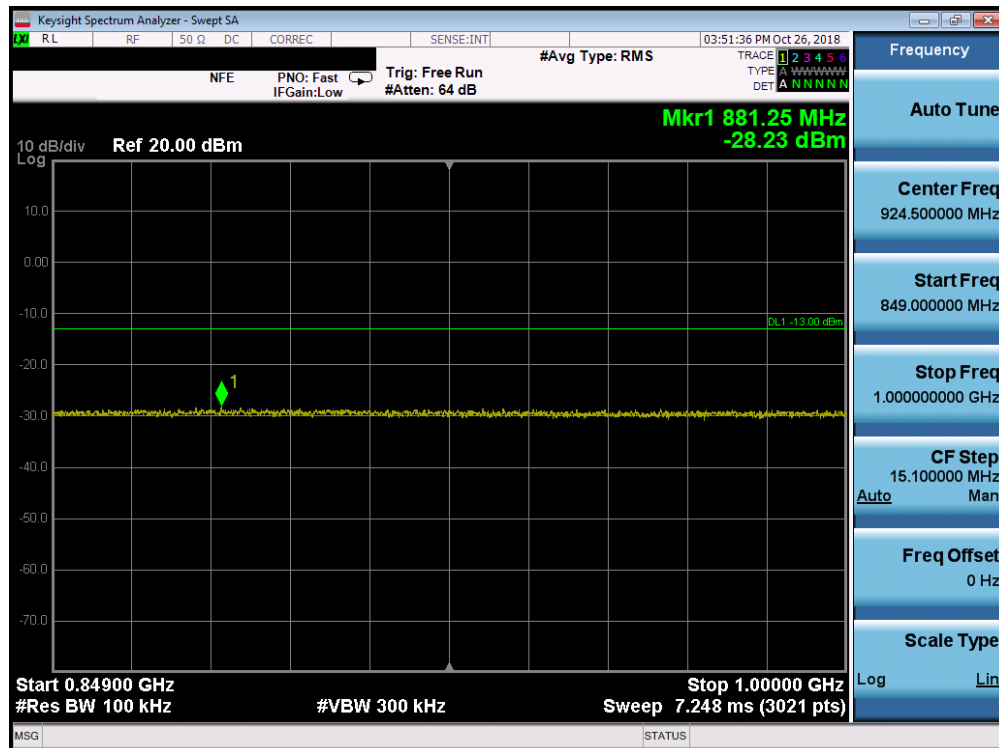 Keysight Spectrum Analyzer - Swept SA
LXI RL RF 50 Ω DC CORREC SENSE:INT 03:51:36 PM Oct 26, 2018
NFE PNO: Fast Trig: Free Run #Avg Type: RMS TRACE 1 2 3 4 5 6
IFGain:Low #Atten: 64 dB TYPE A WWWWW
DET A N N N N N
Mkr1 881.25 MHz
-28.23 dBm
10 dB/div Ref 20.00 dBm
Log
10.0
0.00
-10.0
DL1 -13.00 dBm
-20.0
1
-30.0
-40.0
-50.0
-60.0
-70.0
Start 0.84900 GHz Stop 1.00000 GHz
#Res BW 100 kHz #VBW 300 kHz Sweep 7.248 ms (3021 pts)
MSG STATUS
Frequency
Auto Tune
Center Freq
924.500000 MHz
Start Freq
849.000000 MHz
Stop Freq
1.000000000 GHz
CF Step
15.100000 MHz
Auto Man
Freq Offset
0 Hz
Scale Type
Log Lin